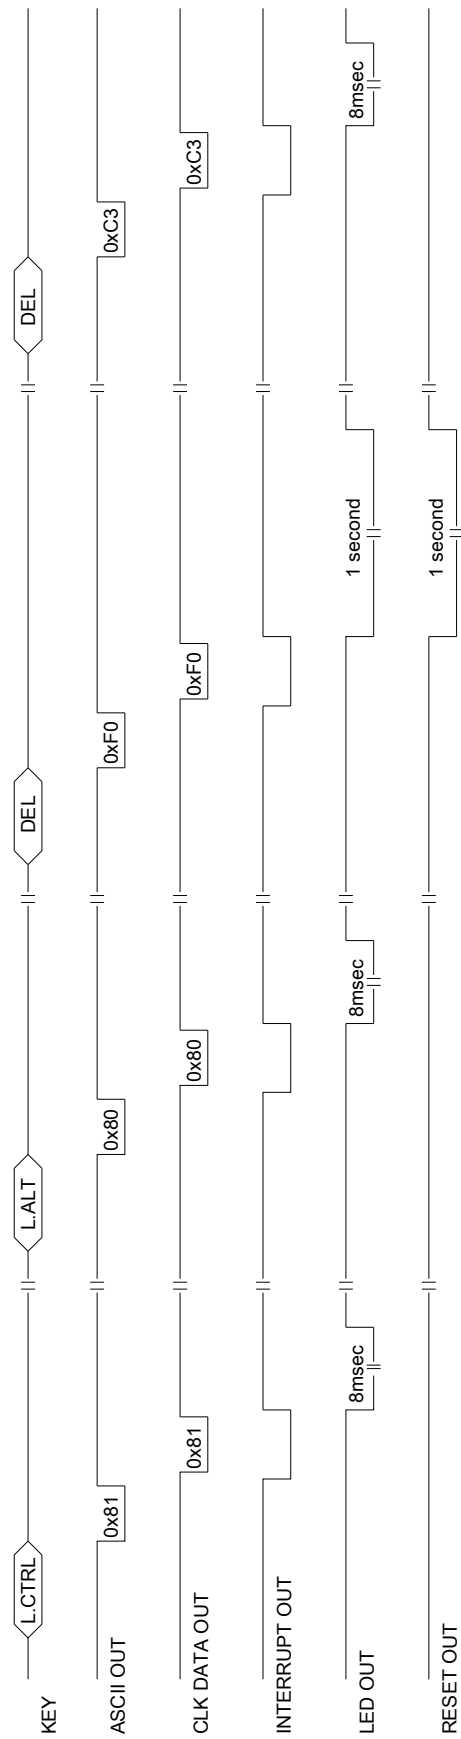 KEY
L.CTRL
L.ALT
DEL
DEL
ASCII OUT
0x81
0x80
0xF0
0xC3
CLK DATA OUT
0x81
0x80
0xF0
0xC3
INTERRUPT OUT
LED OUT
8msec
8msec
1 second
8msec
RESET OUT
1 second